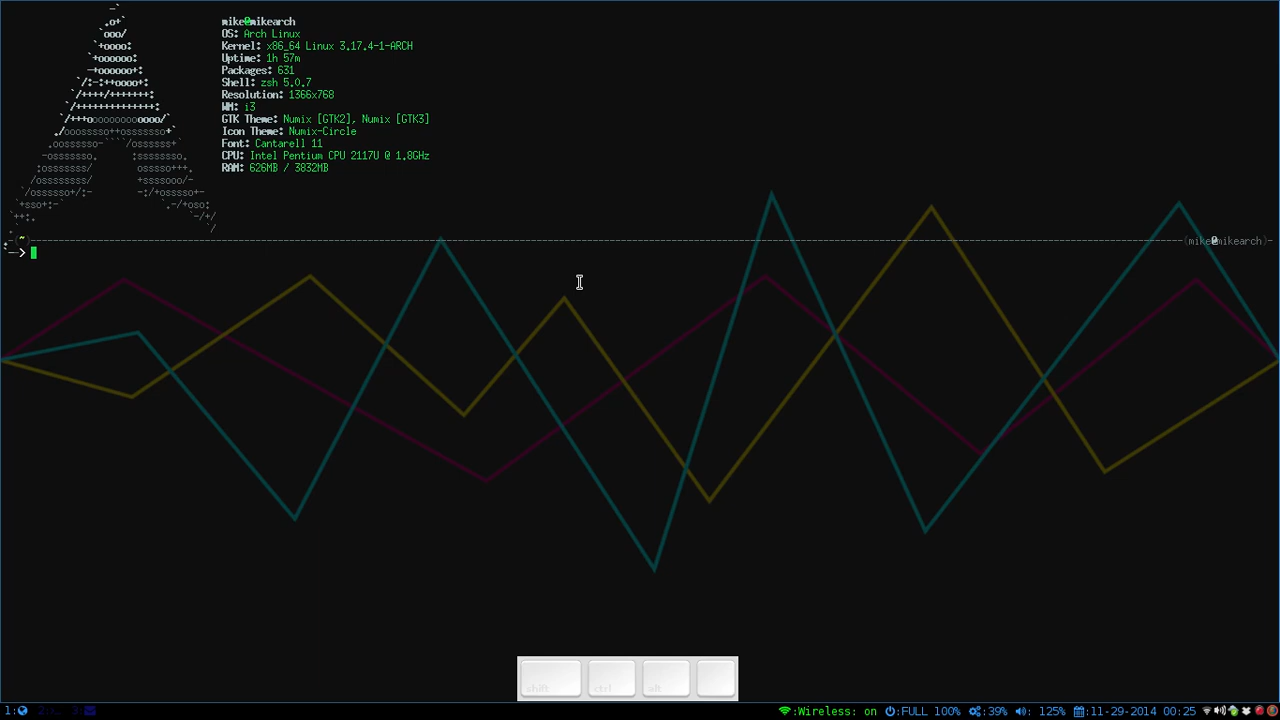 mike@mikearch
OS: Arch Linux
Kernel: x86_64 Linux 3.17.4-1-ARCH
Uptime: 1h 57m
Packages: 631
Shell: zsh 5.0.7
Resolution: 1366x768
WM: i3
GTK Theme: Numix [GTK2], Numix [GTK3]
Icon Theme: Numix-Circle
Font: Cantarell 11
CPU: Intel Pentium CPU 2117U @ 1.8GHz
RAM: 626MB / 3832MB
(~) (mike@mikearch)
-->
shift ctrl alt
1: 2: 3: :Wireless: on :FULL 100% :39% : 125% :11-29-2014 00:25